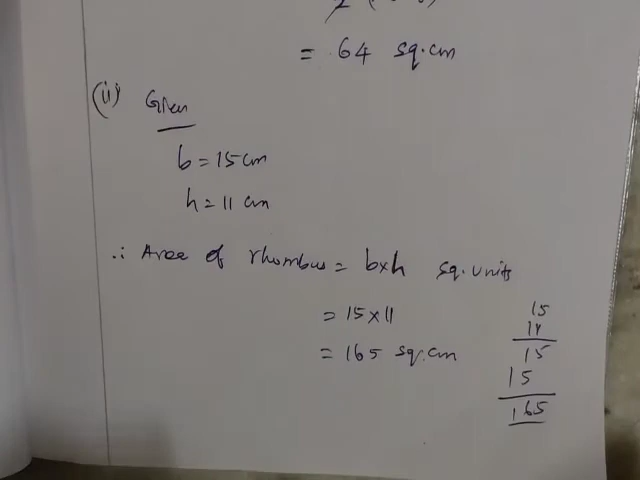 = 64 sq.cm
(ii) Given
b = 15 cm
h = 11 cm
∴ Area of rhombus = b×h sq. units
= 15 × 11
= 165 sq.cm
15
11
15
15
165